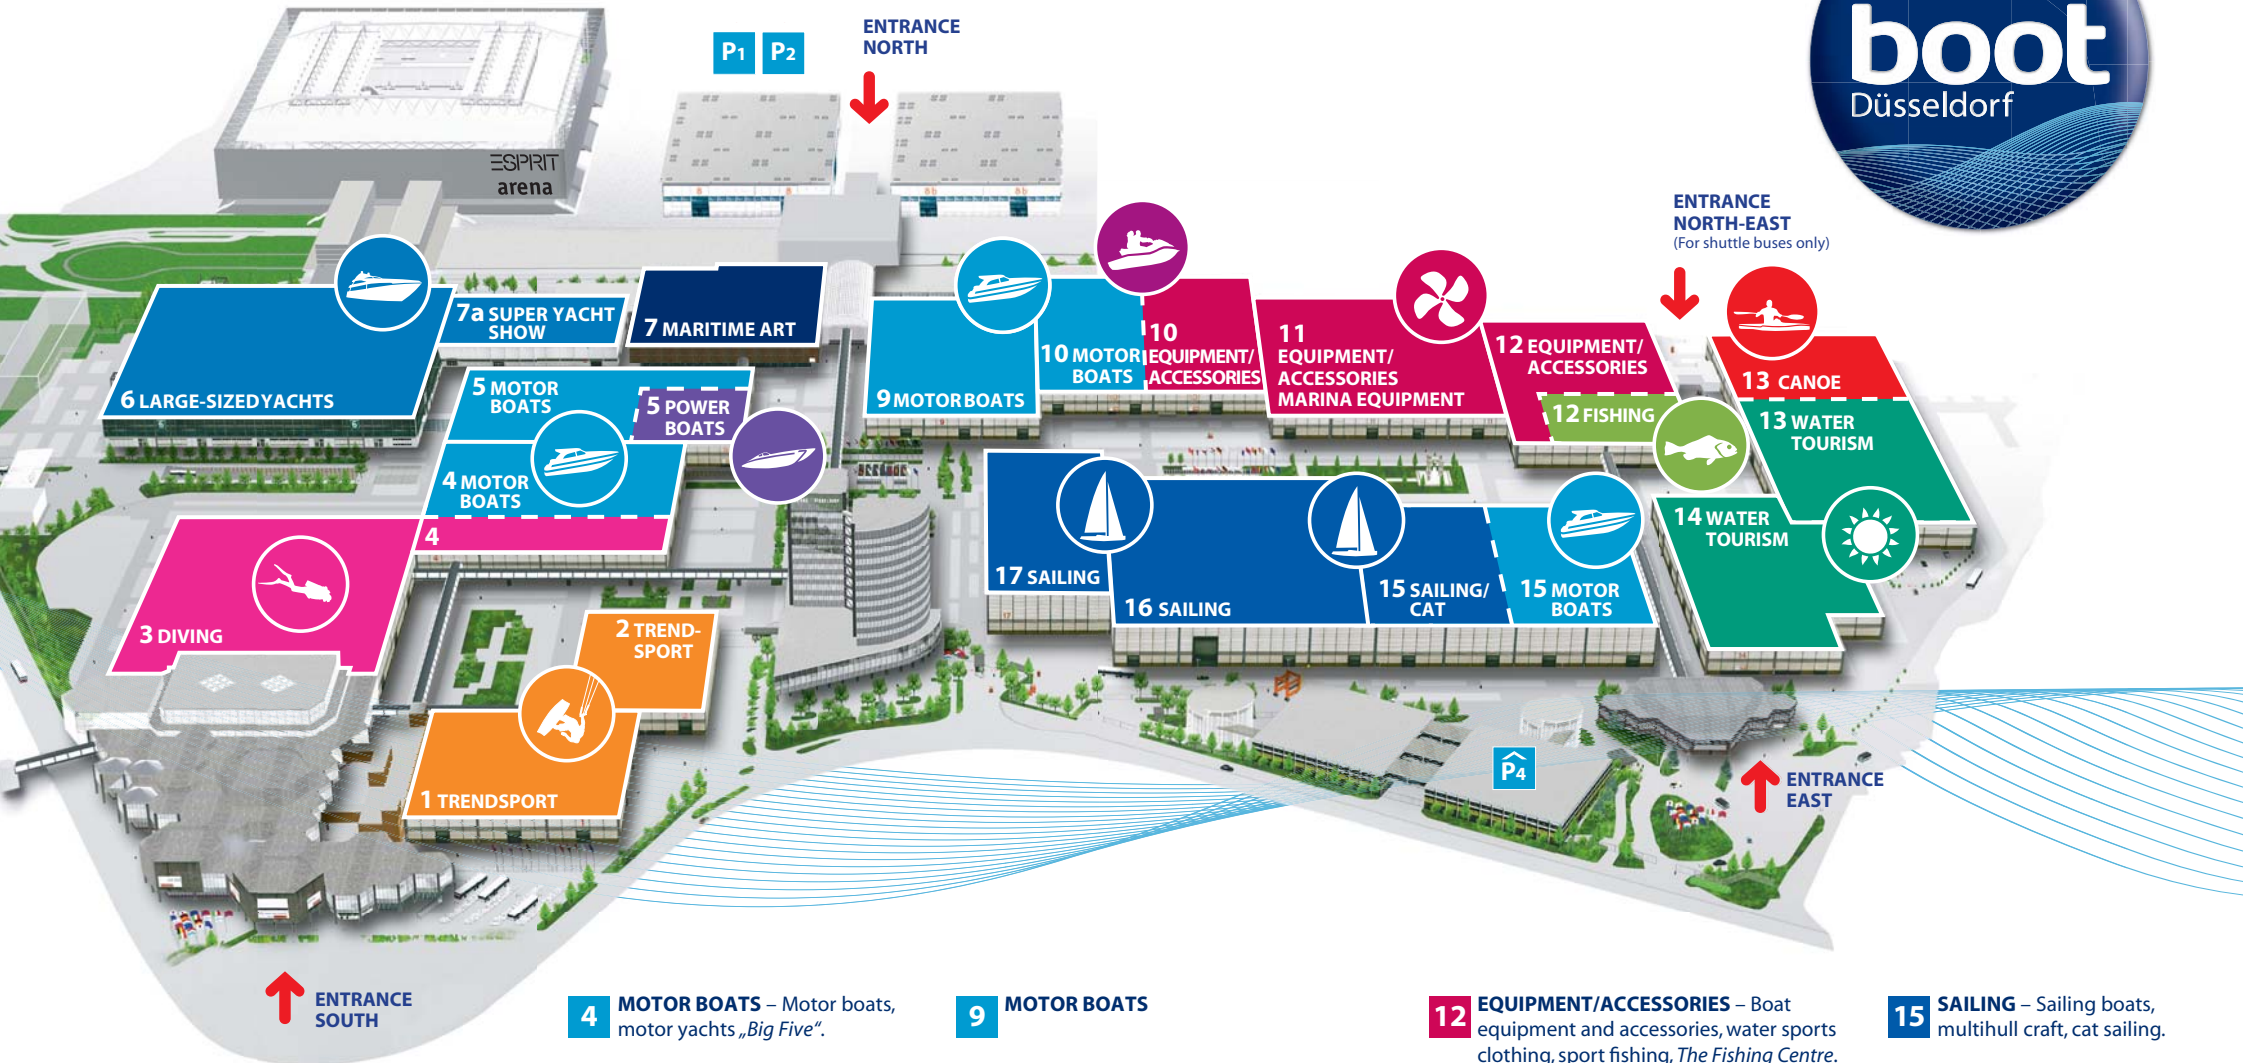 boot
Düsseldorf
ENTRANCE
NORTH
P1 P2
ESPRIT
arena
8 8 8b 8b
ENTRANCE
NORTH-EAST
(For shuttle buses only)
7a SUPER YACHT
SHOW
7 MARITIME ART
6 LARGE-SIZED YACHTS
5 MOTOR
BOATS
5 POWER
BOATS
4 MOTOR
BOATS
4
3 DIVING
2 TREND-
SPORT
1 TRENDSPORT
9 MOTOR BOATS
10 MOTOR
BOATS
10
EQUIPMENT/
ACCESSORIES
11
EQUIPMENT/
ACCESSORIES
MARINA EQUIPMENT
12 EQUIPMENT/
ACCESSORIES
12 FISHING
13 CANOE
13 WATER
TOURISM
14 WATER
TOURISM
17 SAILING
16 SAILING
15 SAILING/
CAT
15 MOTOR
BOATS
P4
ENTRANCE
EAST
ENTRANCE
SOUTH
4 MOTOR BOATS – Motor boats,
motor yachts „Big Five“.
9 MOTOR BOATS
12 EQUIPMENT/ACCESSORIES – Boat
equipment and accessories, water sports
clothing, sport fishing, The Fishing Centre.
15 SAILING – Sailing boats,
multihull craft, cat sailing.